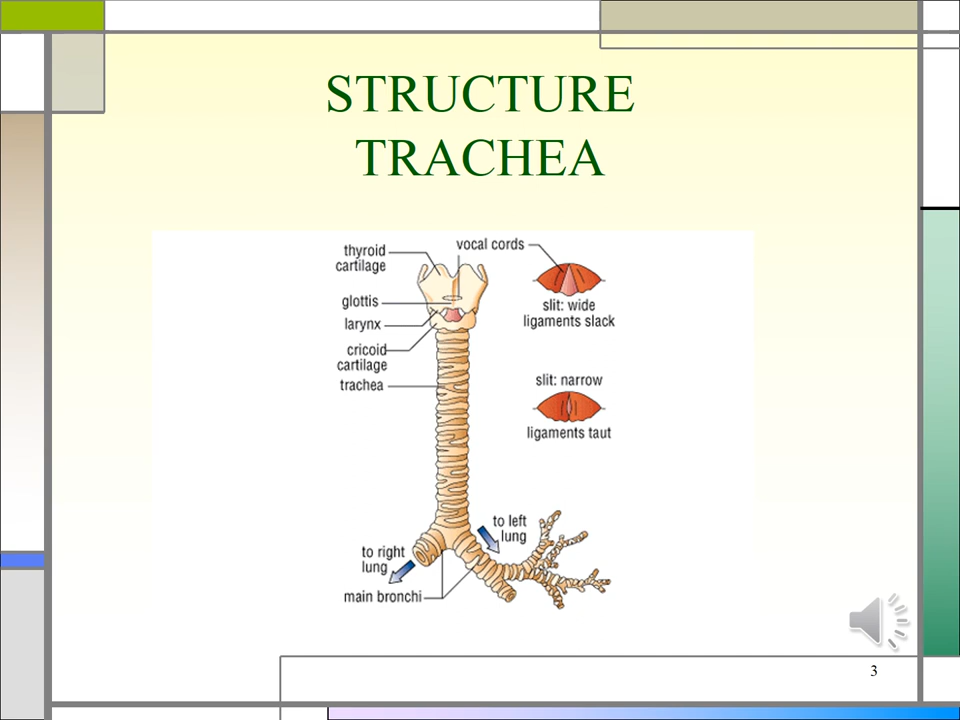 STRUCTURE
TRACHEA
thyroid
cartilage
vocal cords
glottis
larynx
cricoid
cartilage
trachea
slit: wide
ligaments slack
slit: narrow
ligaments taut
to left
lung
to right
lung
main bronchi
3